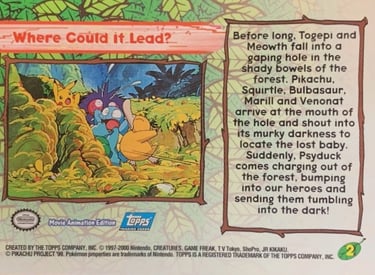 Where Could it Lead?
Before long, Togepi and
Meowth fall into a
gaping hole in the
shady bowels of the
forest. Pikachu,
Squirtle, Bulbasaur,
Marill and Venonat
arrive at the mouth of
the hole and shout into
its murky darkness to
locate the lost baby.
Suddenly, Psyduck
comes charging out of
the forest, bumping
into our heroes and
sending them tumbling
into the dark!
Nintendo
Movie Animation Edition
Topps
CREATED BY THE TOPPS COMPANY, INC. © 1997-2000 Nintendo, CREATURES, GAME FREAK, T V Tokyo, ShoPro, JR KIKAKU.
© PIKACHU PROJECT '98. Pokémon properties are trademarks of Nintendo. TOPPS IS A REGISTERED TRADEMARK OF THE TOPPS COMPANY, INC.
2